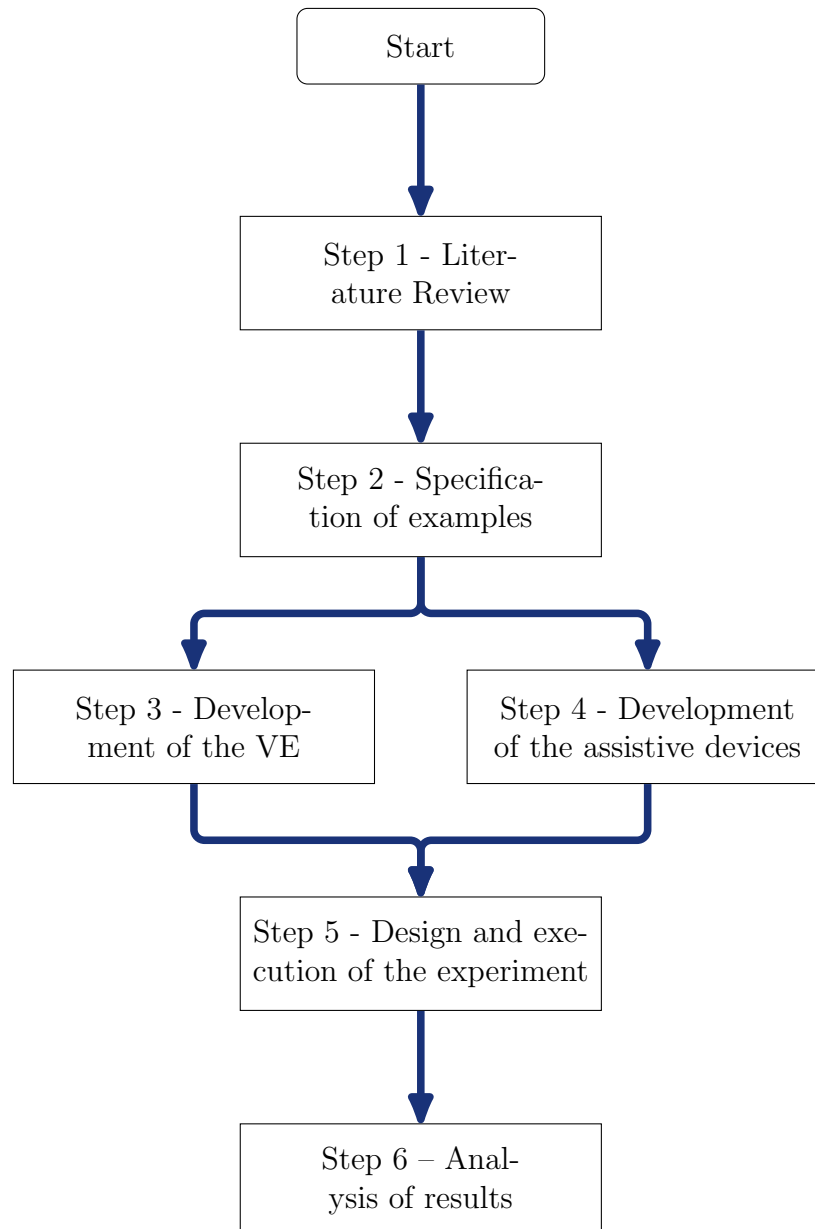 Start
Step 1 - Liter-
ature Review
Step 2 - Specifica-
tion of examples
Step 3 - Develop-
ment of the VE
Step 4 - Development
of the assistive devices
Step 5 - Design and exe-
cution of the experiment
Step 6 – Anal-
ysis of results